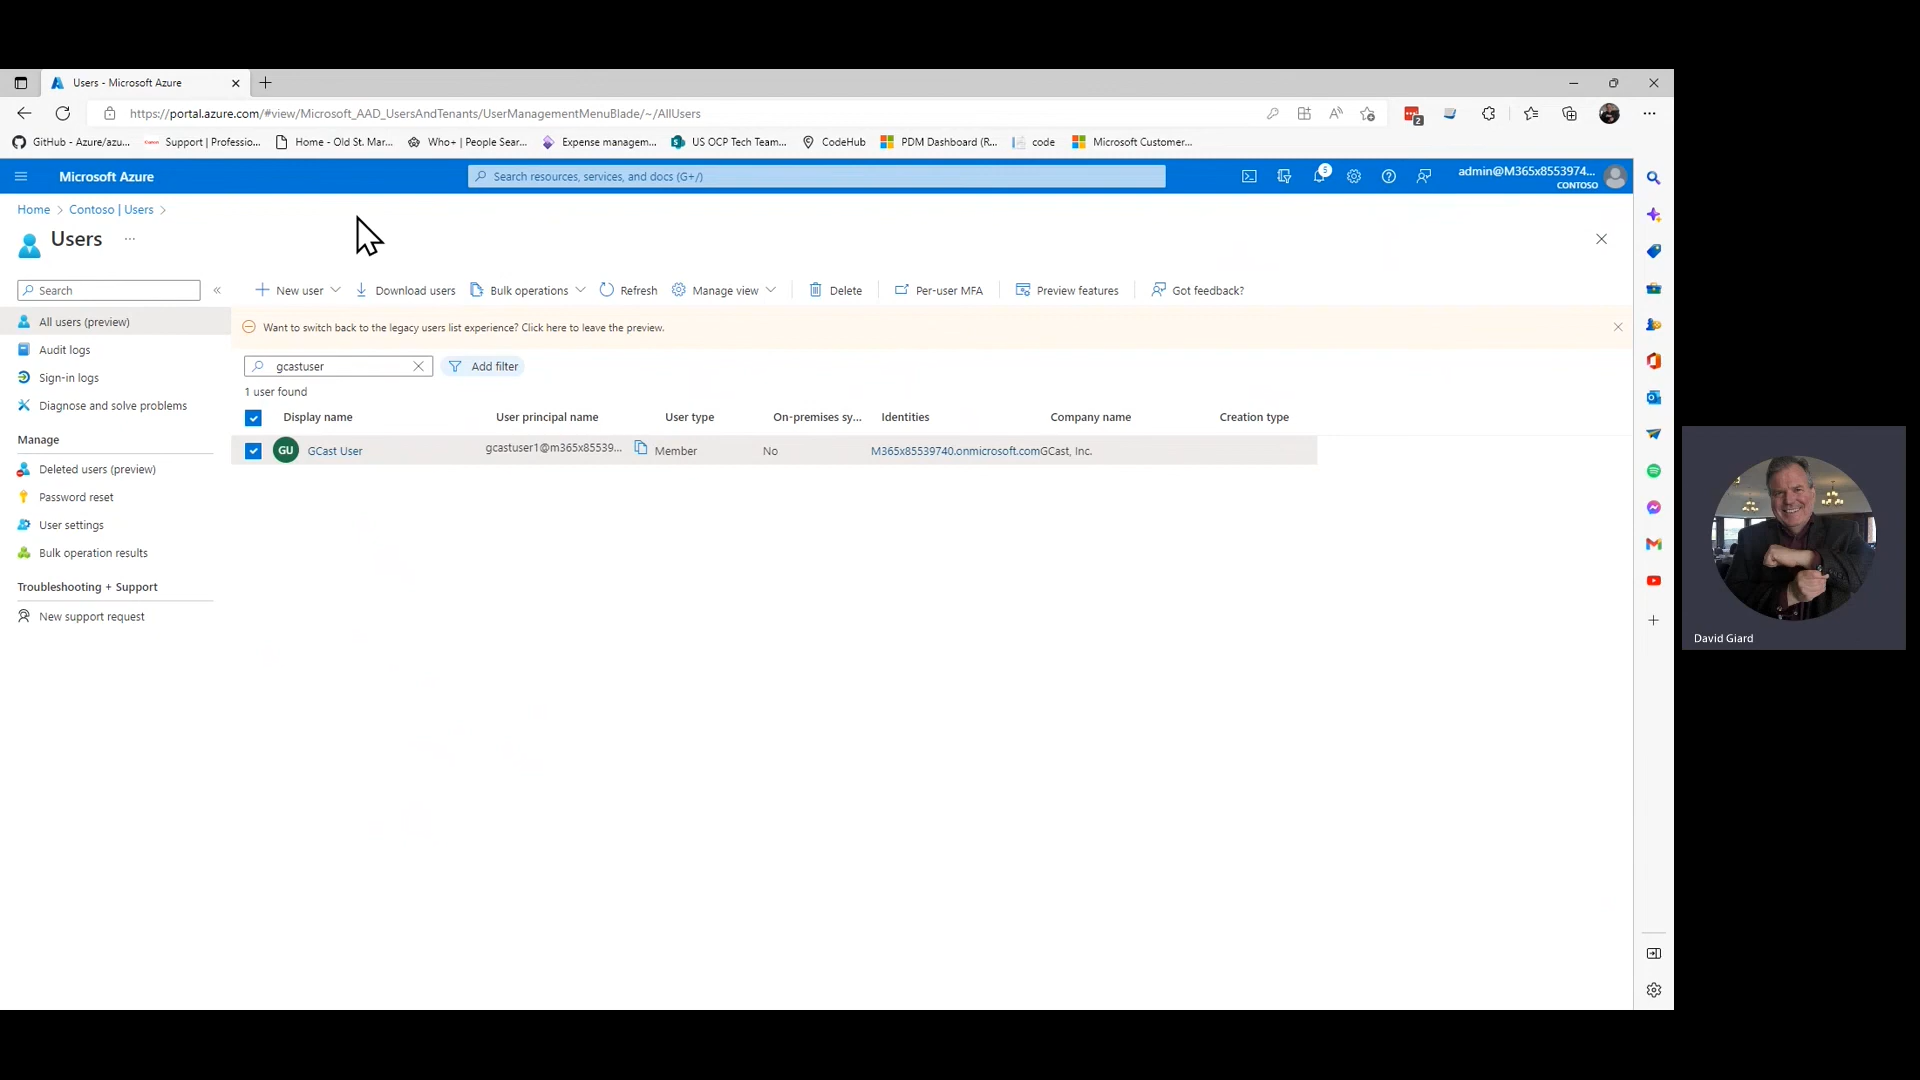 Users - Microsoft Azure
https://portal.azure.com/#view/Microsoft_AAD_UsersAndTenants/UserManagementMenuBlade/~/AllUsers
2
GitHub - Azure/azu...
Support | Professio...
Home - Old St. Mar...
Who+ | People Sear...
Expense managem...
US OCP Tech Team...
CodeHub
PDM Dashboard (R...
code
Microsoft Customer...
Microsoft Azure
Search resources, services, and docs (G+/)
5
admin@M365x8553974...
CONTOSO
Home > Contoso | Users >
Users ...
Search
«
New user
Download users
Bulk operations
Refresh
Manage view
Delete
Per-user MFA
Preview features
Got feedback?
All users (preview)
Audit logs
Sign-in logs
Diagnose and solve problems
Manage
Deleted users (preview)
Password reset
User settings
Bulk operation results
Troubleshooting + Support
New support request
Want to switch back to the legacy users list experience? Click here to leave the preview.
gcastuser
Add filter
1 user found
Display name User principal name User type On-premises sy... Identities Company name Creation type
GU GCast User gcastuser1@m365x85539... Member No M365x85539740.onmicrosoft.com GCast, Inc.
David Giard